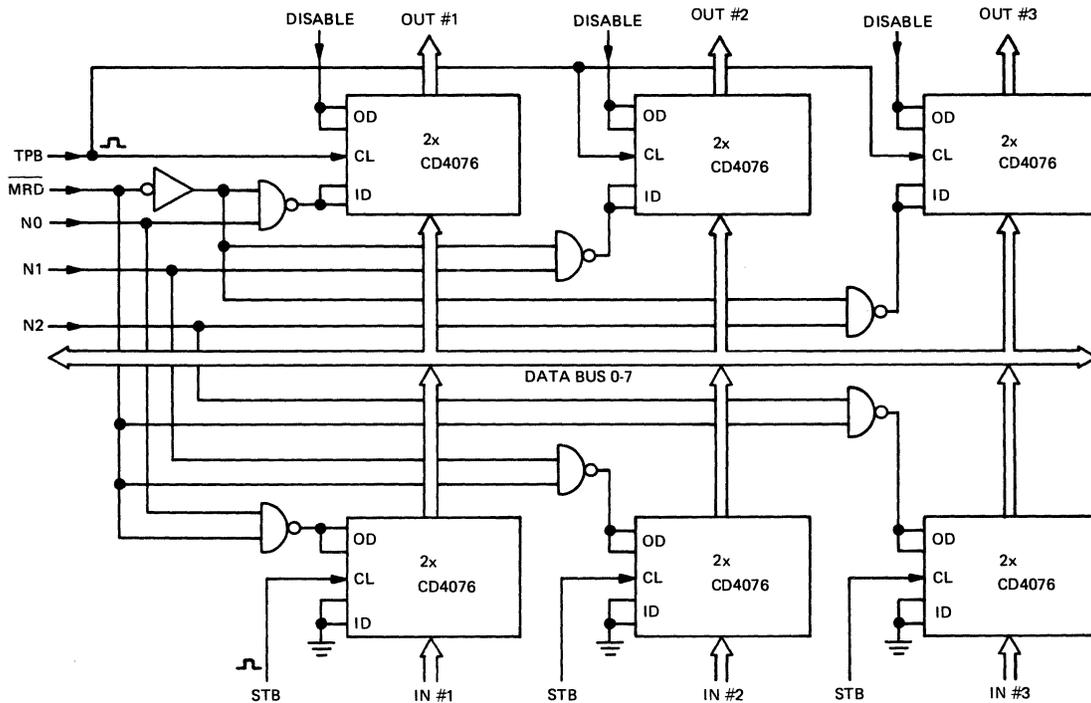 DISABLE
OUT #1
DISABLE
OUT #2
DISABLE
OUT #3
OD
2x
CD4076
CL
ID
OD
2x
CD4076
CL
ID
OD
2x
CD4076
CL
ID
TPB
MRD
N0
N1
N2
DATA BUS 0-7
OD
2x
CD4076
CL
ID
OD
2x
CD4076
CL
ID
OD
2x
CD4076
CL
ID
STB
IN #1
STB
IN #2
STB
IN #3